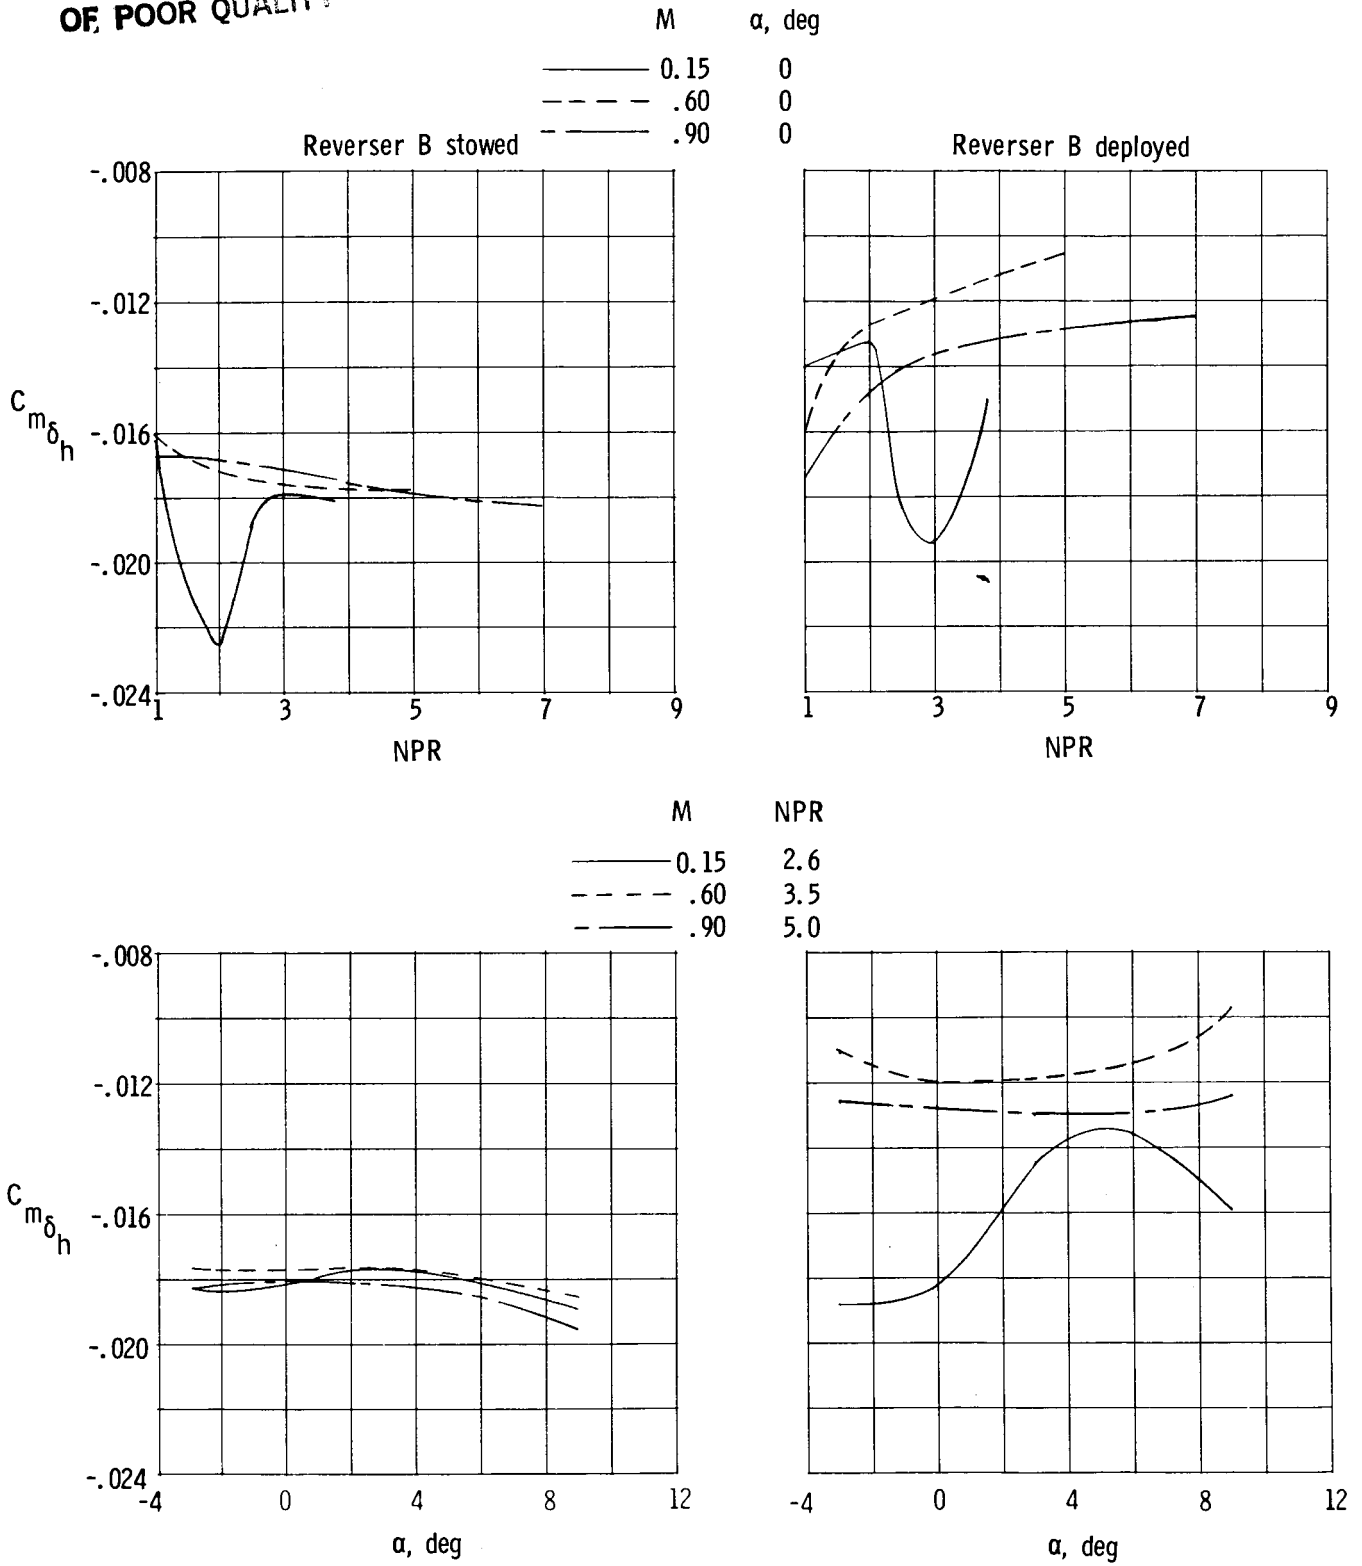 OF POOR QUALITY
M α, deg
0.15 0
.60 0
.90 0
Reverser B stowed
Reverser B deployed
-.008
-.012
-.016
-.020
-.024
C m δ h
1 3 5 7 9
NPR
1 3 5 7 9
NPR
M NPR
0.15 2.6
.60 3.5
.90 5.0
-.008
-.012
-.016
-.020
-.024
C m δ h
-4 0 4 8 12
α, deg
-4 0 4 8 12
α, deg